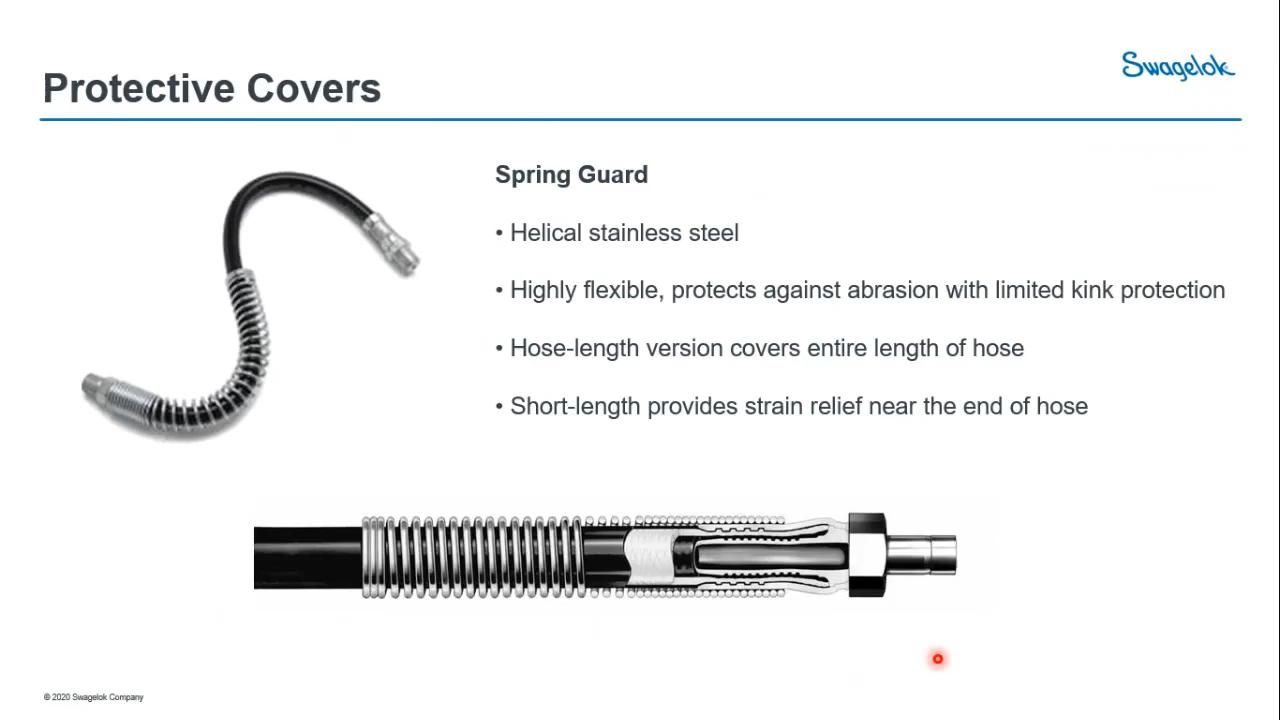 Swagelok
Protective Covers
Spring Guard
• Helical stainless steel
• Highly flexible, protects against abrasion with limited kink protection
• Hose-length version covers entire length of hose
• Short-length provides strain relief near the end of hose
© 2020 Swagelok Company